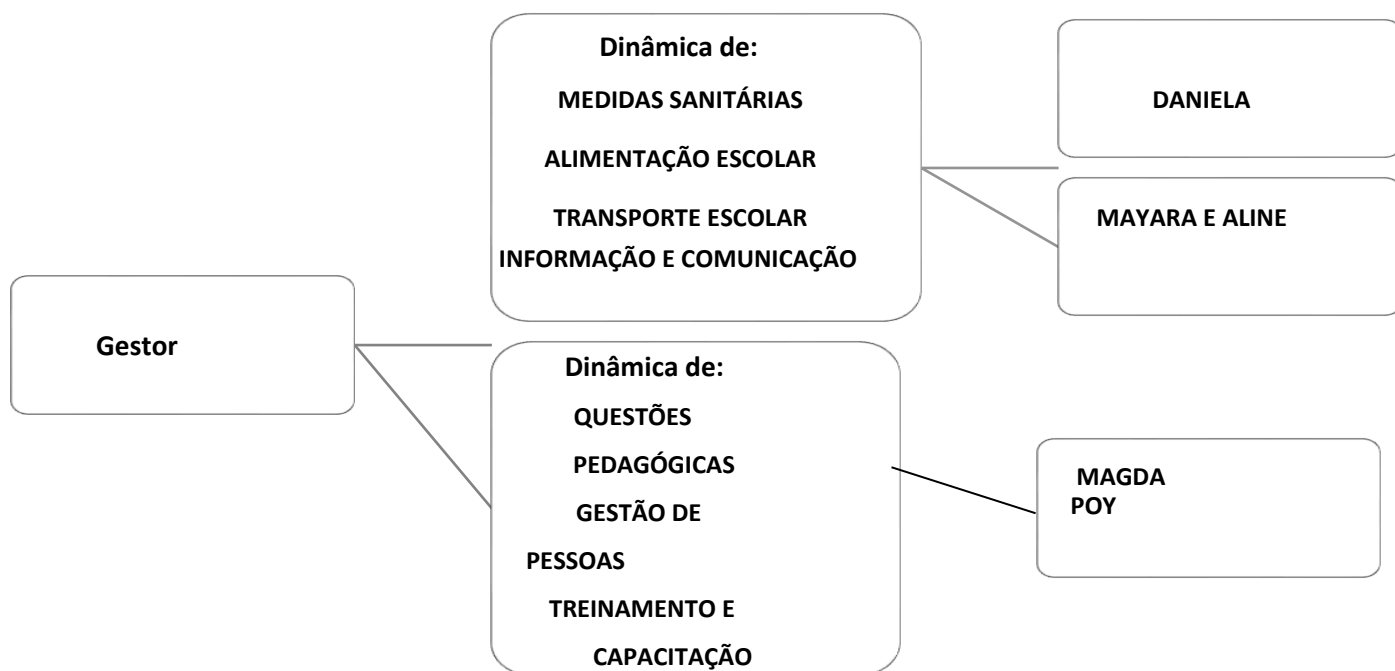 Dinâmica de:
MEDIDAS SANITÁRIAS
ALIMENTAÇÃO ESCOLAR
TRANSPORTE ESCOLAR
INFORMAÇÃO E COMUNICAÇÃO
DANIELA
MAYARA E ALINE
Gestor
Dinâmica de:
QUESTÕES
PEDAGÓGICAS
GESTÃO DE
PESSOAS
TREINAMENTO E
CAPACITAÇÃO
MAGDA
POY